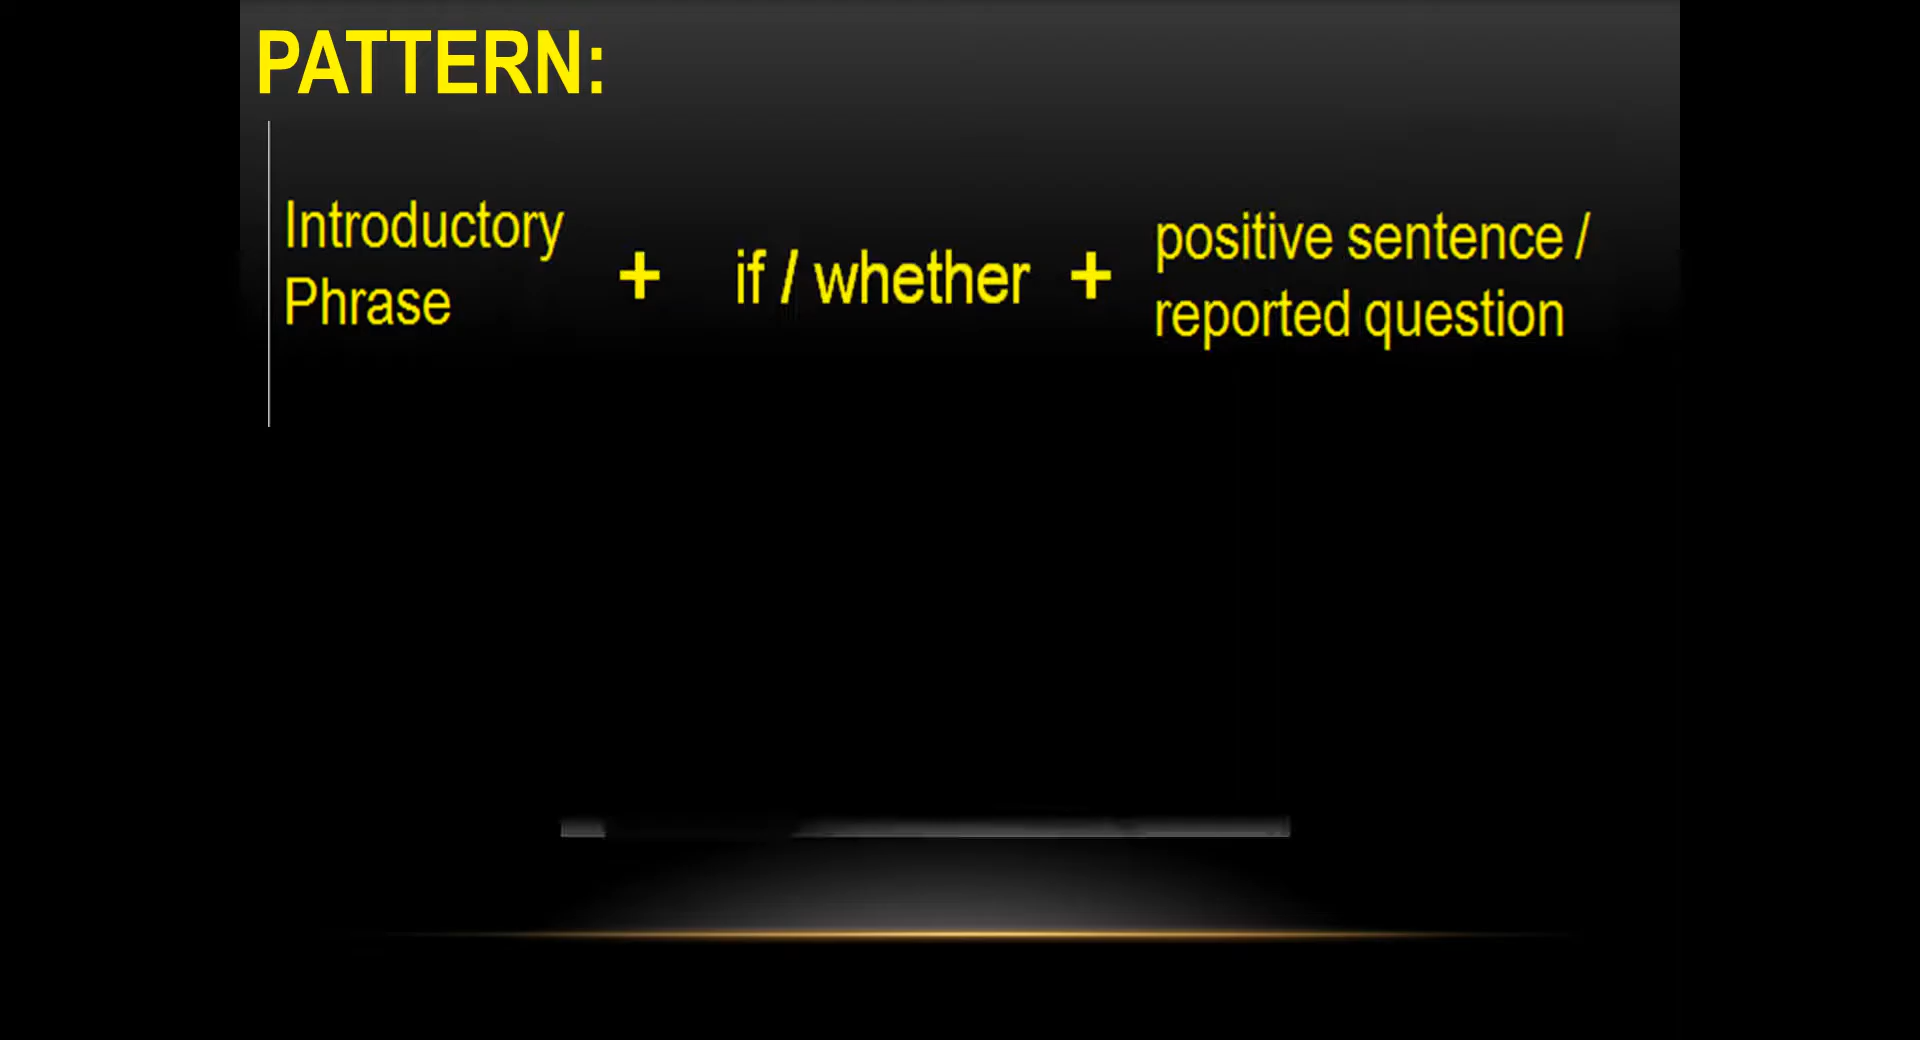 PATTERN:
Introductory
Phrase
+
if / whether
+
positive sentence /
reported question